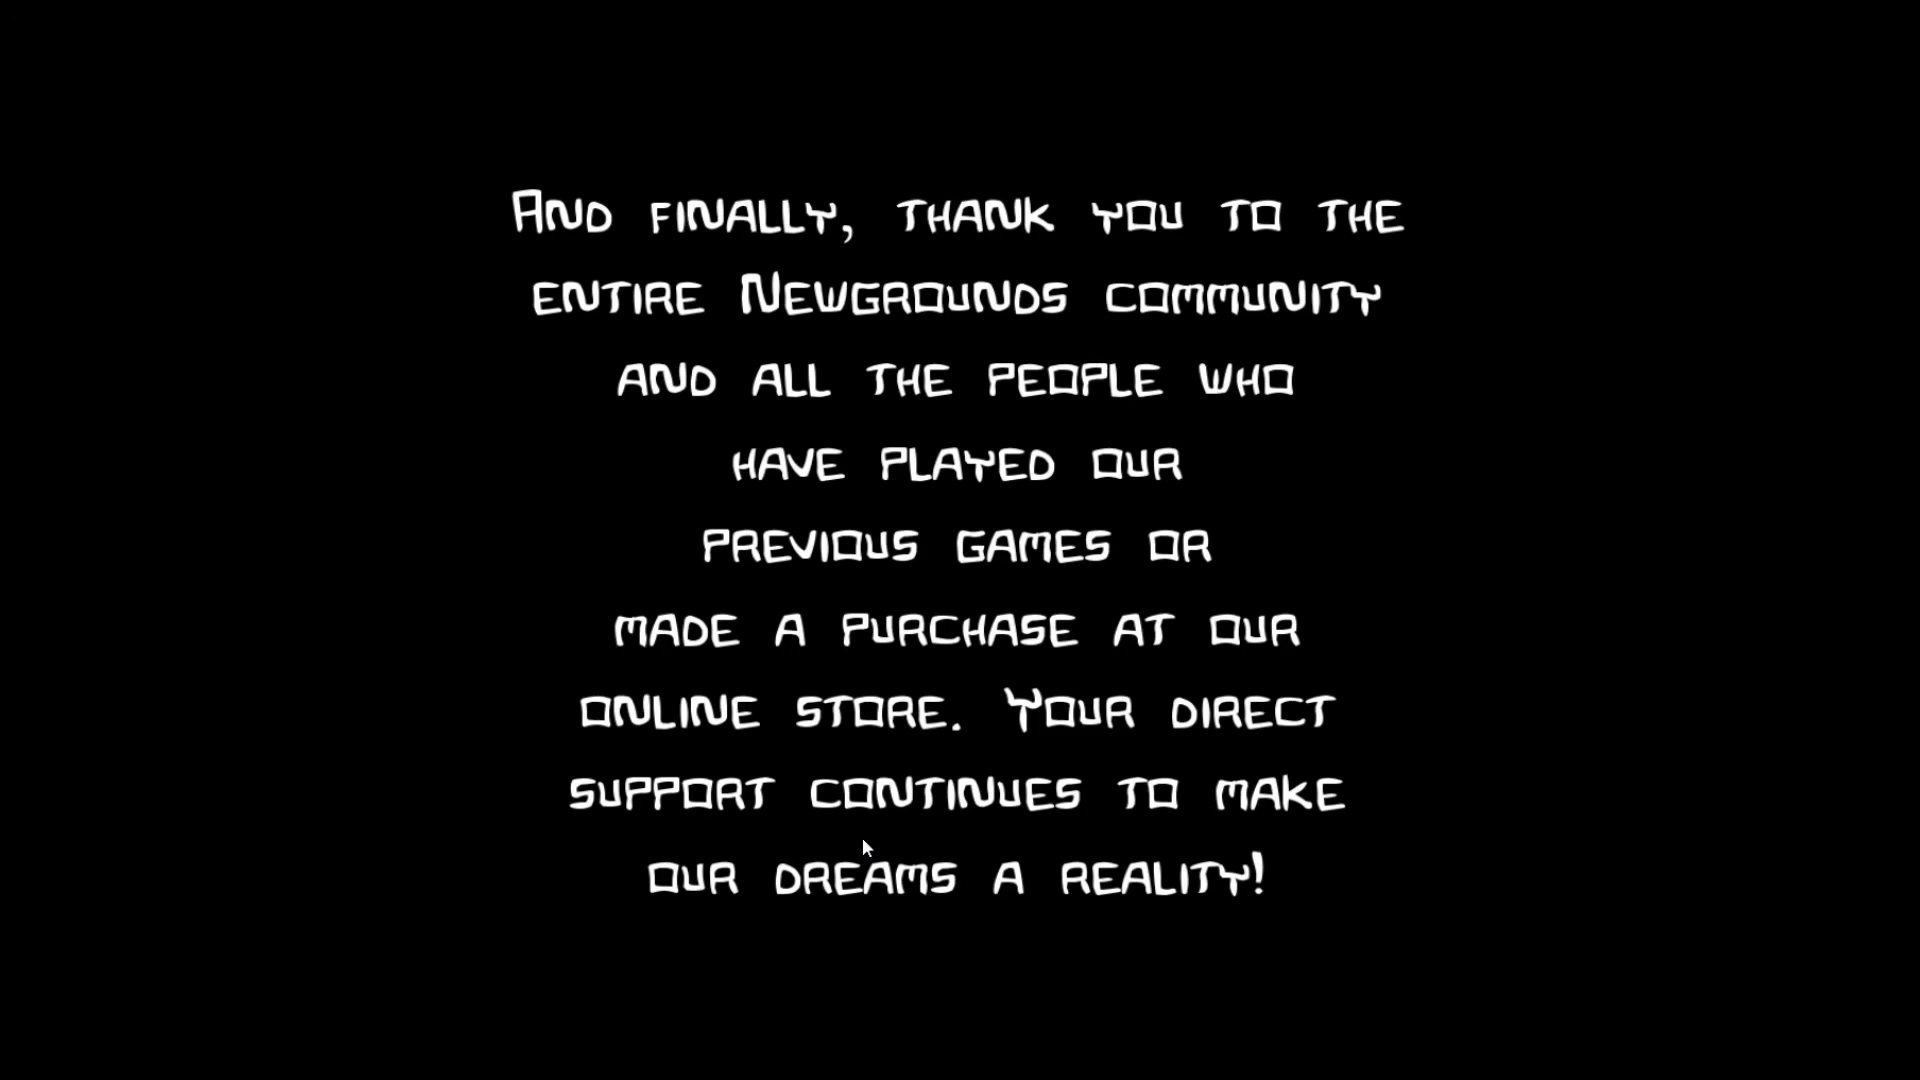 And finally, thank you to the
entire Newgrounds community
and all the people who
have played our
previous games or
made a purchase at our
online store. Your direct
support continues to make
our dreams a reality!